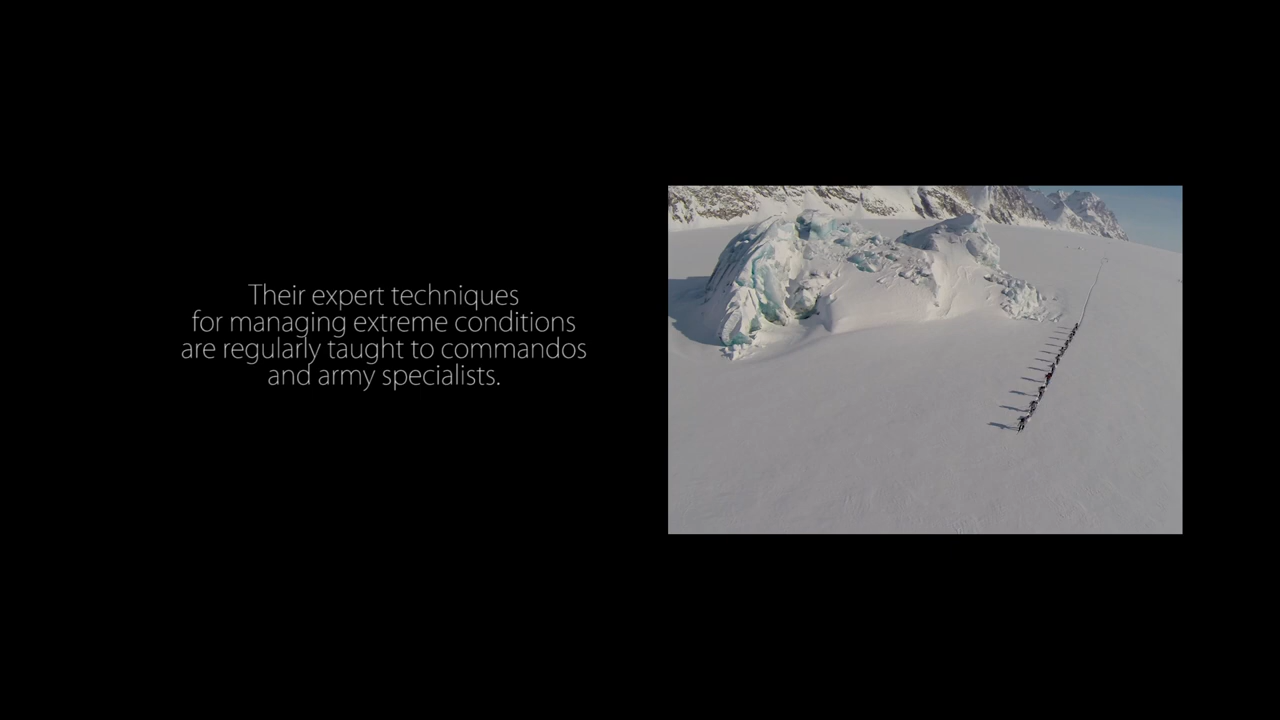 Their expert techniques
for managing extreme conditions
are regularly taught to commandos
and army specialists.